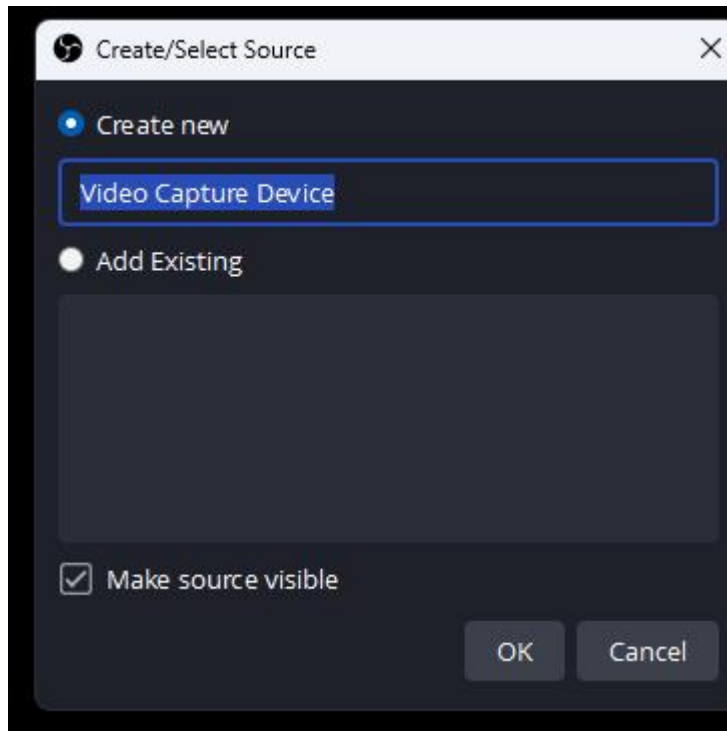 Create/Select Source
Create new
Video Capture Device
Add Existing
Make source visible
OK Cancel